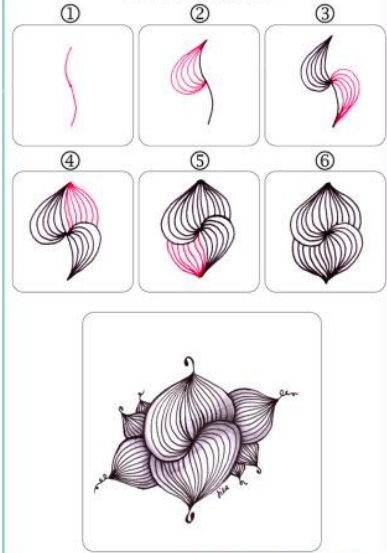 ① ② ③
④ ⑤ ⑥